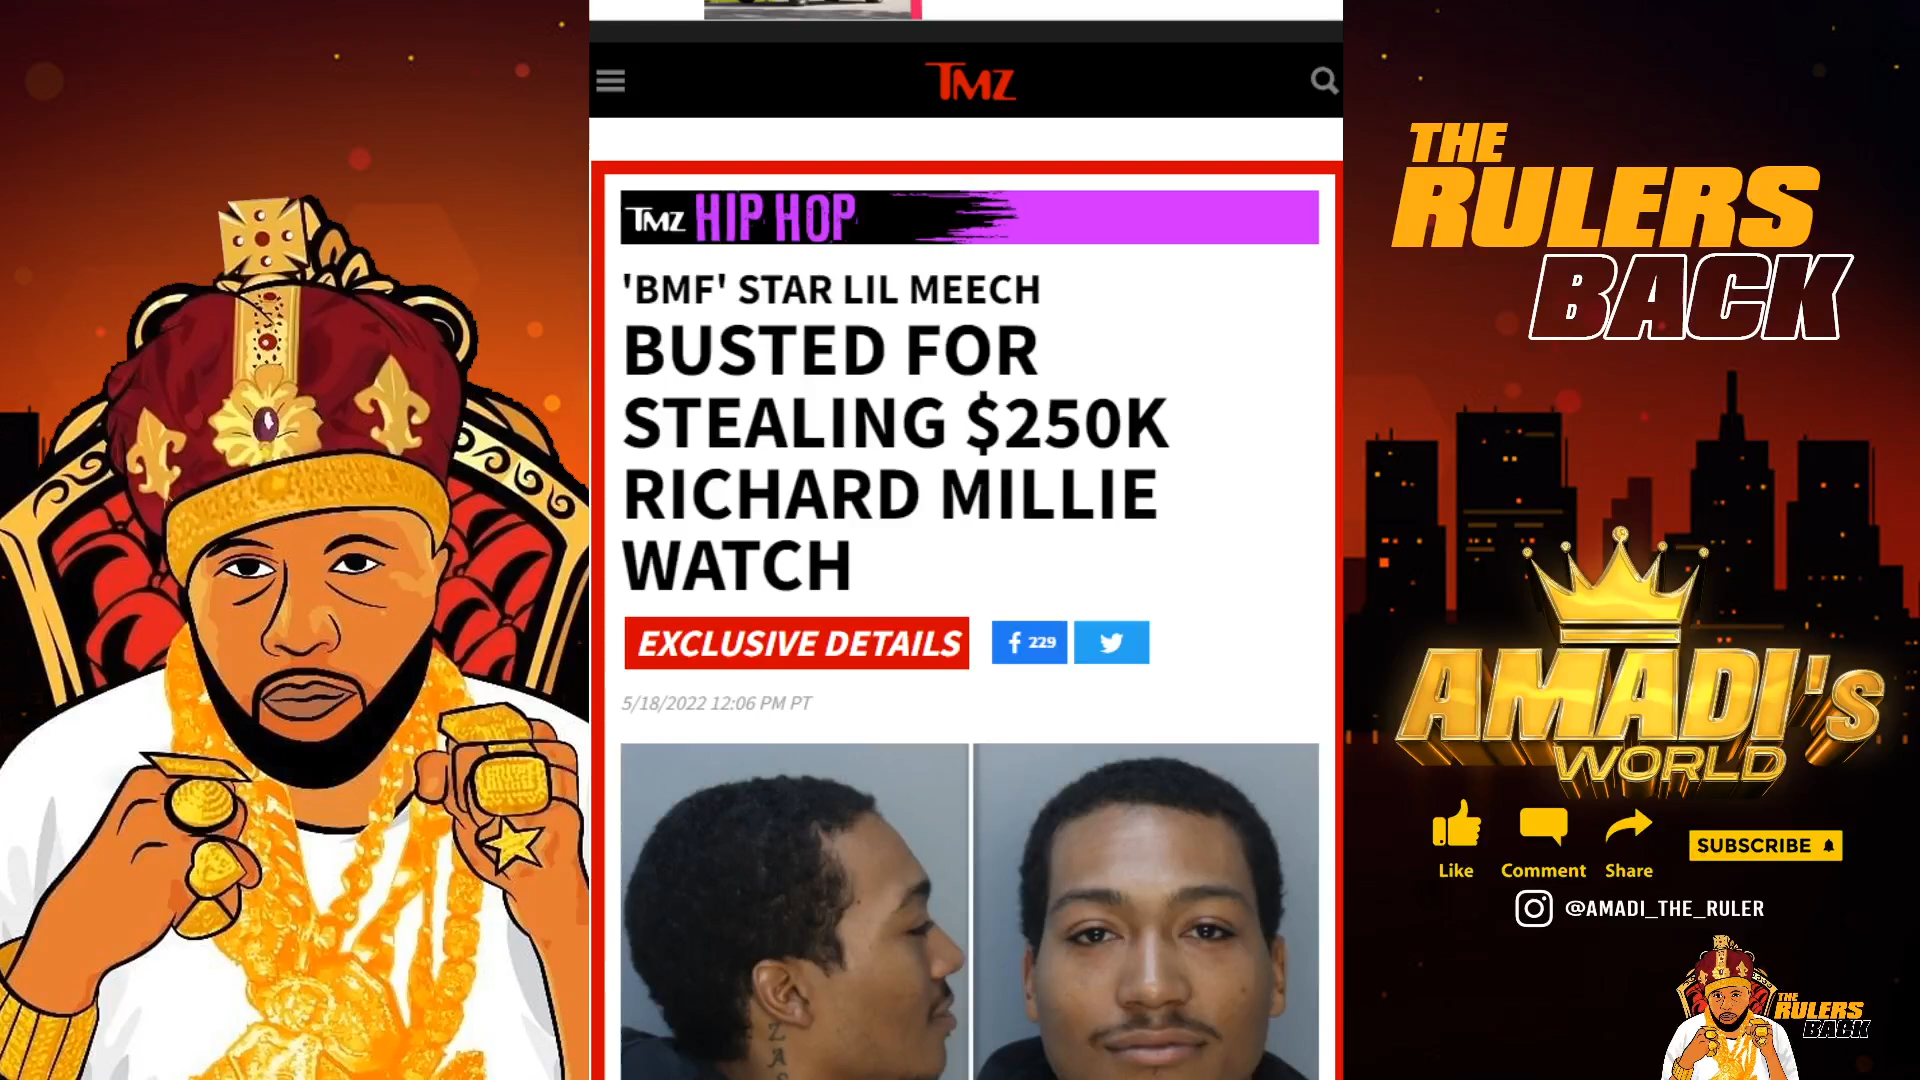 TMZ
TMZ HIP HOP
'BMF' STAR LIL MEECH
BUSTED FOR
STEALING $250K
RICHARD MILLIE
WATCH
EXCLUSIVE DETAILS
229
5/18/2022 12:06 PM PT
THE
RULERS
BACK
AMADI's
WORLD
Like
Comment
Share
SUBSCRIBE
@AMADI_THE_RULER
THE
RULERS
BACK